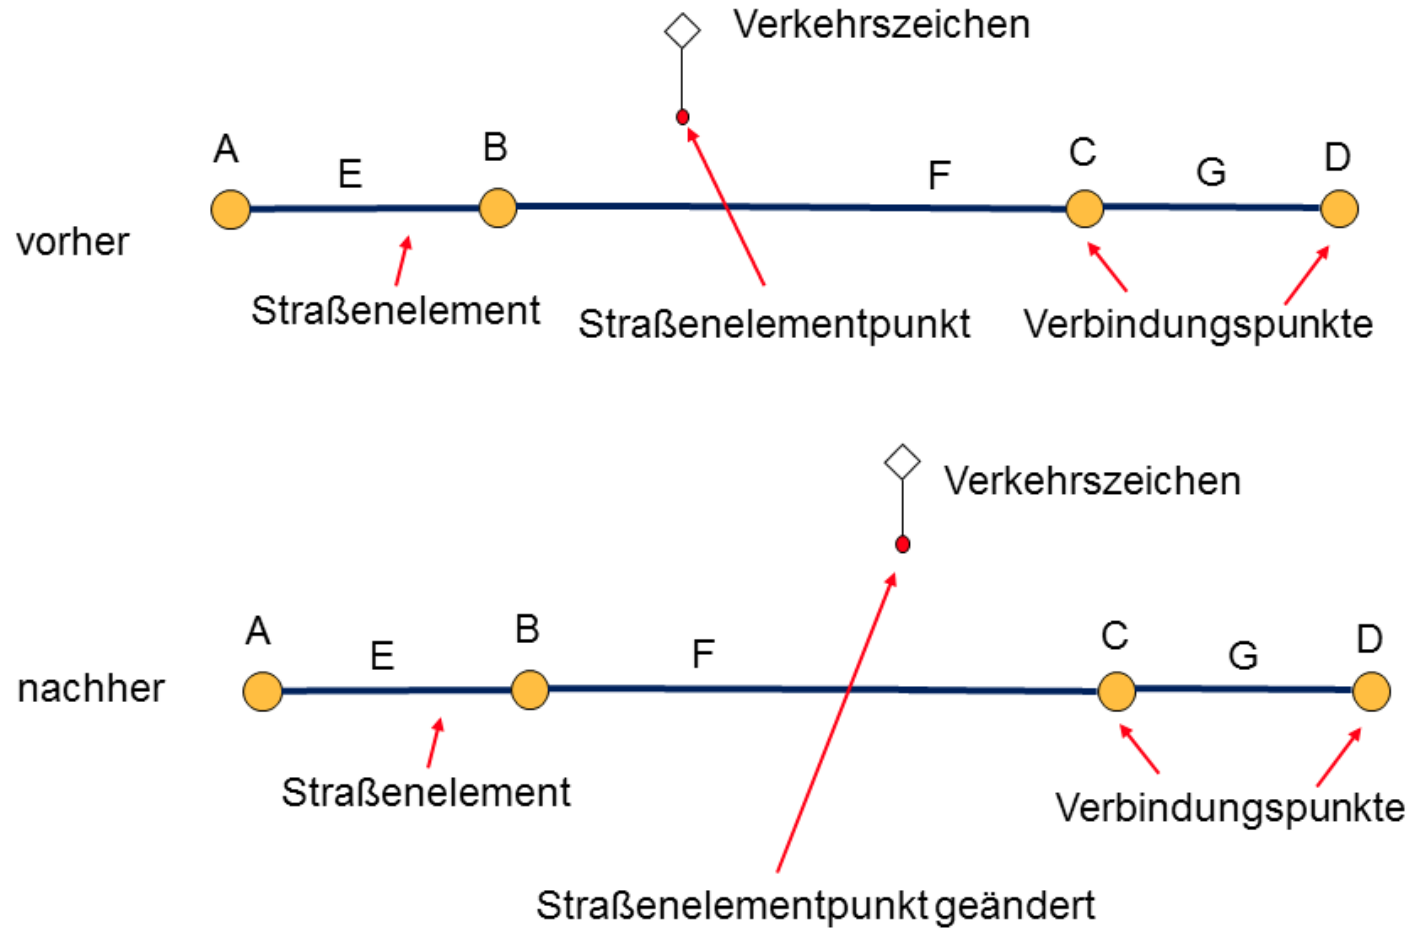 Verkehrszeichen
A
B
C
D
E
F
G
vorher
Straßenelement
Straßenelementpunkt
Verbindungspunkte
Verkehrszeichen
A
B
C
D
E
F
G
nachher
Straßenelement
Verbindungspunkte
Straßenelementpunkt geändert